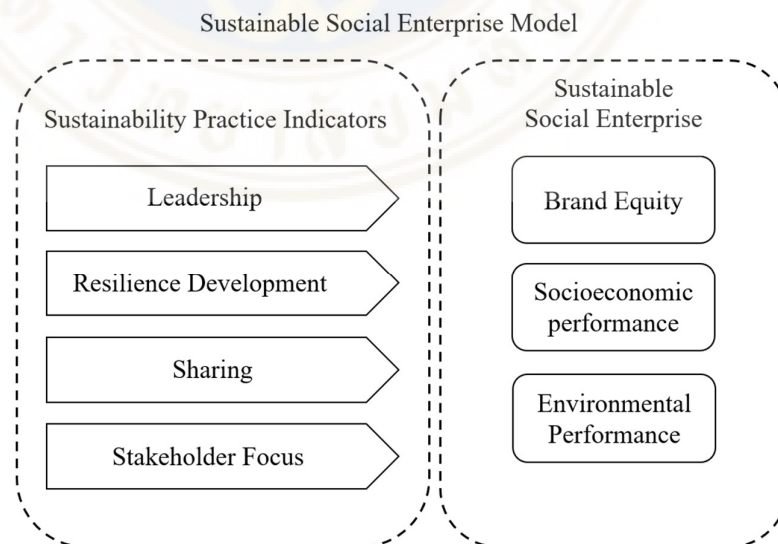 Sustainable Social Enterprise Model
Sustainability Practice Indicators
Leadership
Resilience Development
Sharing
Stakeholder Focus
Sustainable
Social Enterprise
Brand Equity
Socioeconomic
performance
Environmental
Performance